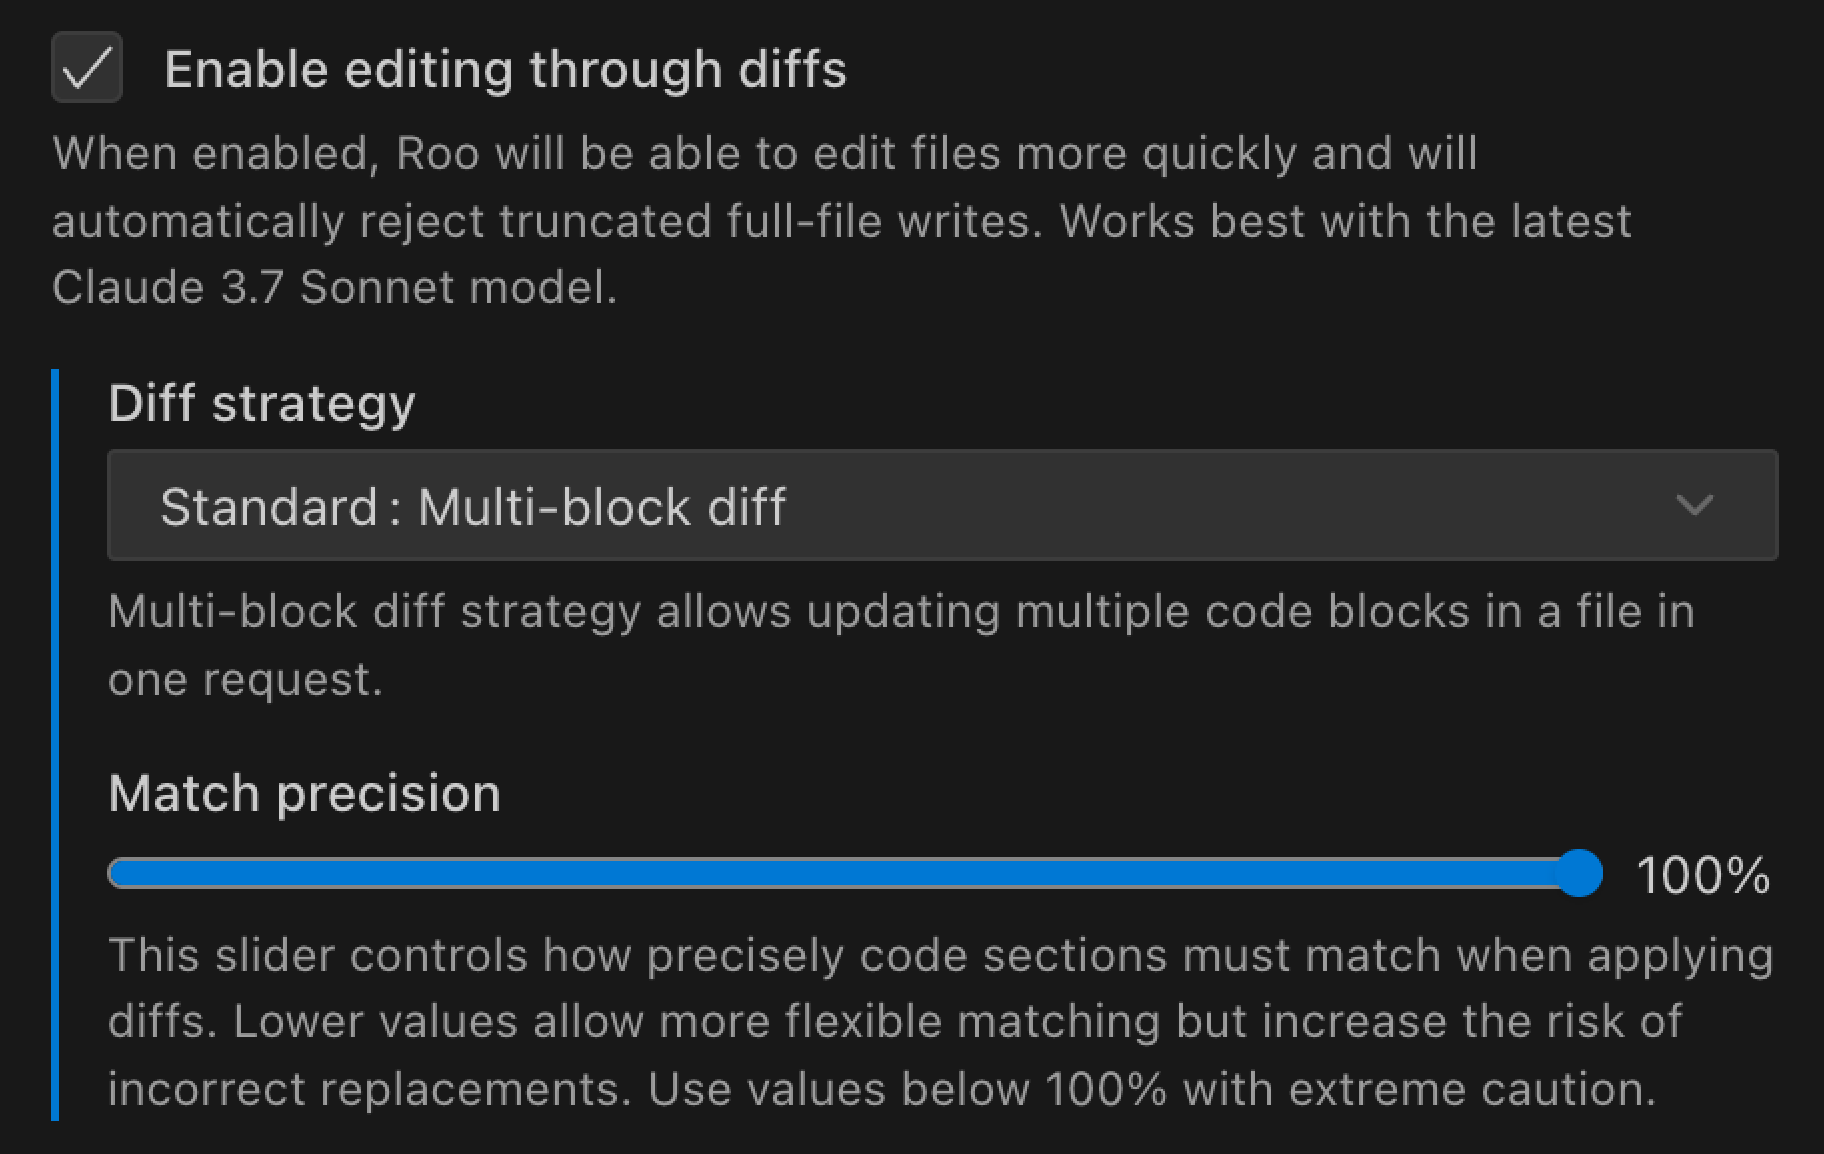 Enable editing through diffs
When enabled, Roo will be able to edit files more quickly and will
automatically reject truncated full-file writes. Works best with the latest
Claude 3.7 Sonnet model.
Diff strategy
Standard : Multi-block diff
Multi-block diff strategy allows updating multiple code blocks in a file in
one request.
Match precision
100%
This slider controls how precisely code sections must match when applying
diffs. Lower values allow more flexible matching but increase the risk of
incorrect replacements. Use values below 100% with extreme caution.